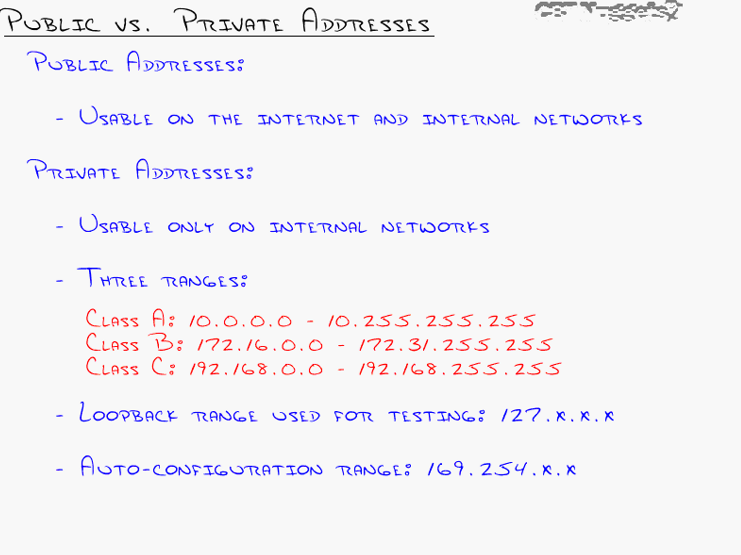 Public vs. Private Addresses
Public Addresses:
- Usable on the internet and internal networks
Private Addresses:
- Usable only on internal networks
- Three ranges:
Class A: 10.0.0.0 - 10.255.255.255
Class B: 172.16.0.0 - 172.31.255.255
Class C: 192.168.0.0 - 192.168.255.255
- Loopback range used for testing: 127.x.x.x
- Auto-configuration range: 169.254.x.x